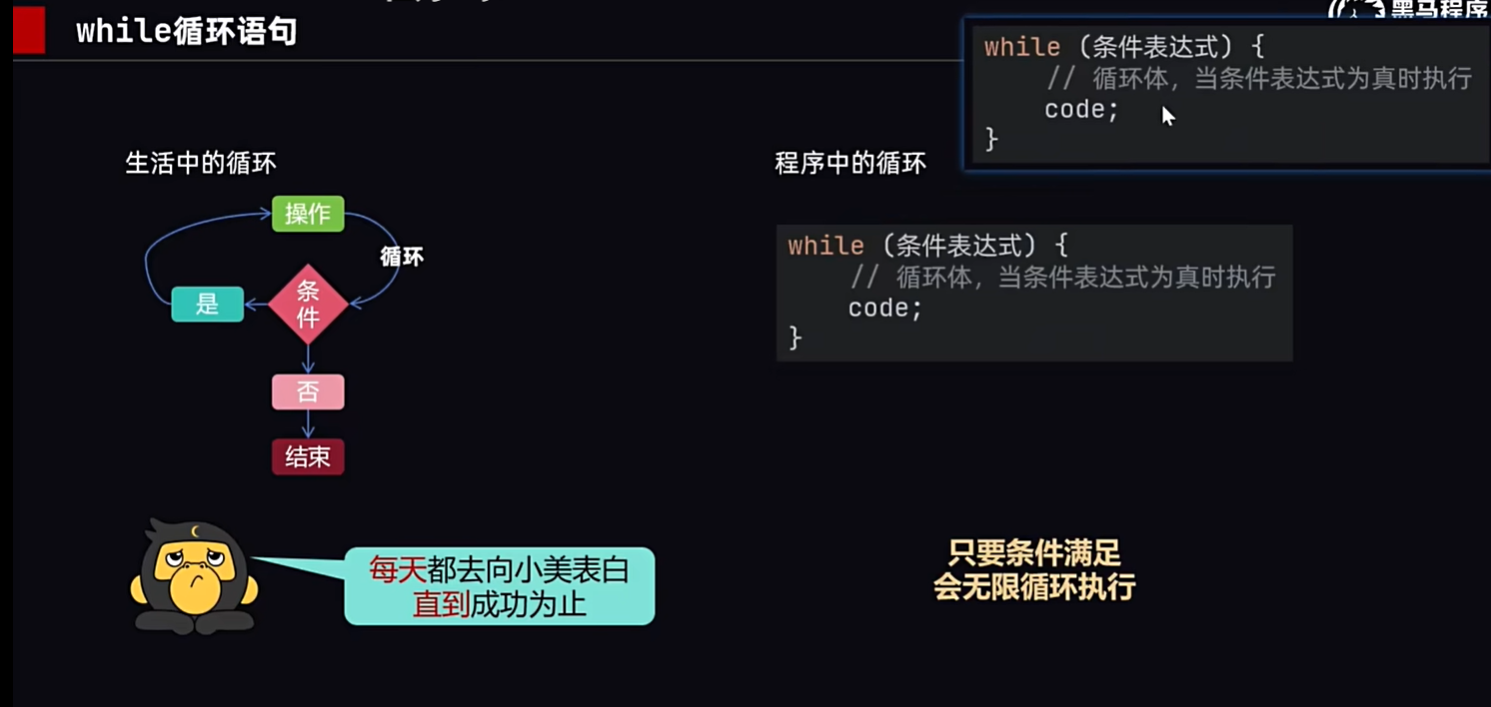 while循环语句
黑马程序
while (条件表达式) {
// 循环体，当条件表达式为真时执行
code;
}
生活中的循环
操作
循环
条
件
是
否
结束
每天都去向小美表白
直到成功为止
程序中的循环
while (条件表达式) {
// 循环体，当条件表达式为真时执行
code;
}
只要条件满足
会无限循环执行